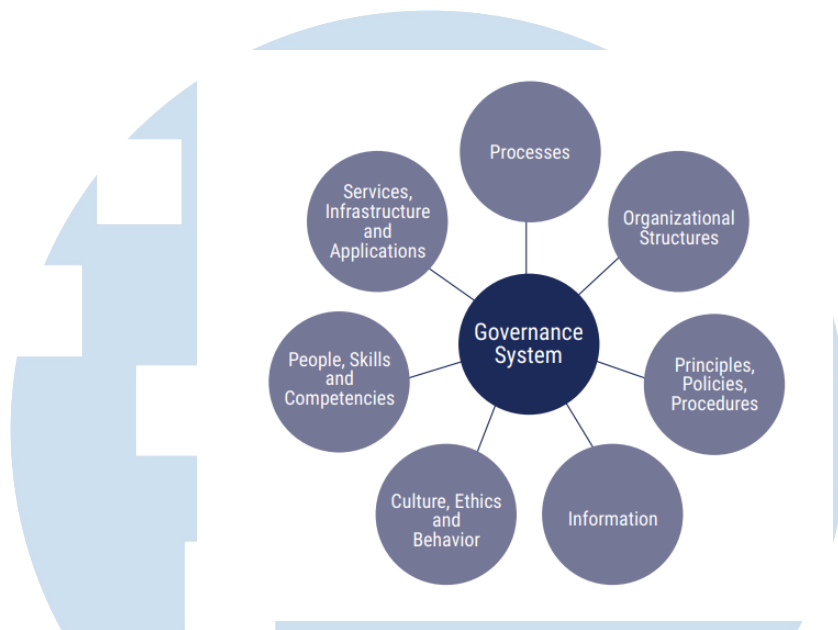 Processes
Organizational
Structures
Principles,
Policies,
Procedures
Information
Culture, Ethics
and
Behavior
People, Skills
and
Competencies
Services,
Infrastructure
and
Applications
Governance
System